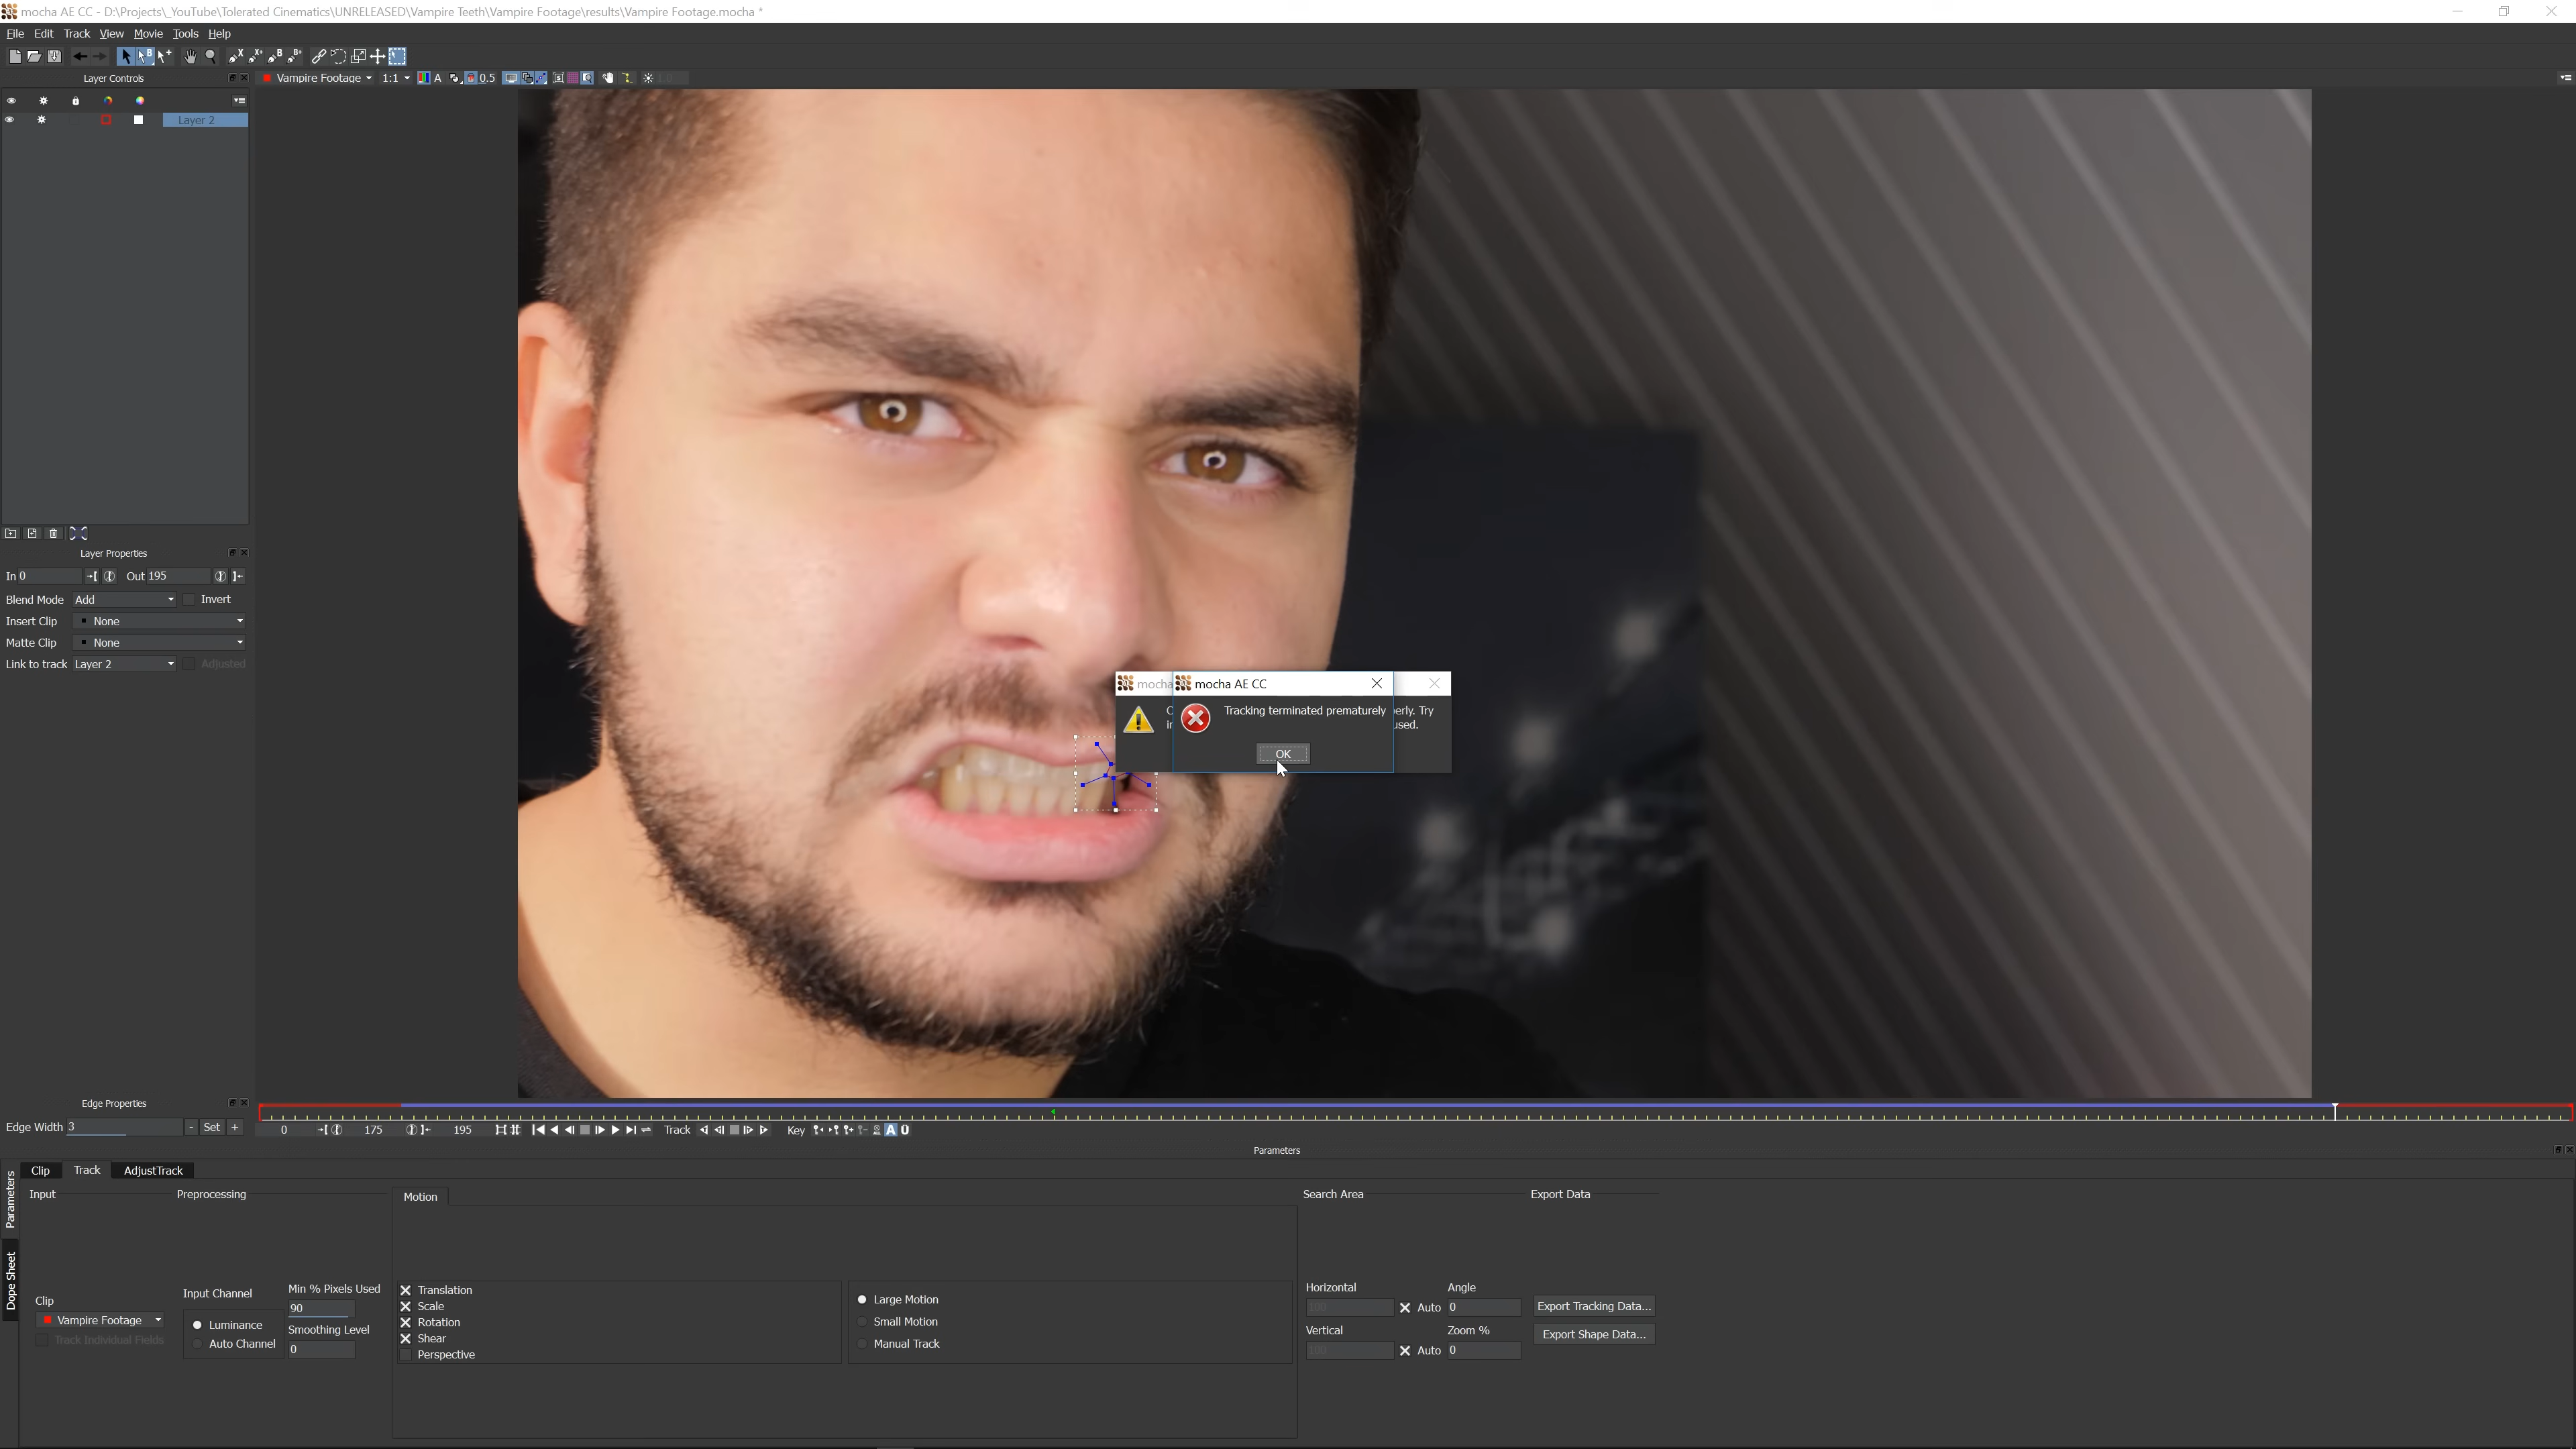 mocha AE CC - D:\Projects\_YouTube\Tolerated Cinematics\UNRELEASED\Vampire Teeth\Vampire Footage\results\Vampire Footage.mocha *
File Edit Track View Movie Tools Help
Layer Controls
Vampire Footage 1:1 A 0.5 1.0
Layer 2
mocha
mocha AE CC
Tracking terminated prematurely
erly. Try
used.
OK
Layer Properties
In 0 Out 195
Blend Mode Add Invert
Insert Clip None
Matte Clip None
Link to track Layer 2 Adjusted
Edge Properties
Edge Width 3 - Set +
0 175 195 Track Key A
Parameters
Parameters
Dope Sheet
Clip Track AdjustTrack
Input
Clip
Vampire Footage
Track Individual Fields
Preprocessing
Input Channel
Luminance
Auto Channel
Min % Pixels Used
90
Smoothing Level
0
Motion
Translation
Scale
Rotation
Shear
Perspective
Large Motion
Small Motion
Manual Track
Search Area
Horizontal
100 Auto
Vertical
100 Auto
Angle
0
Zoom %
0
Export Data
Export Tracking Data...
Export Shape Data...